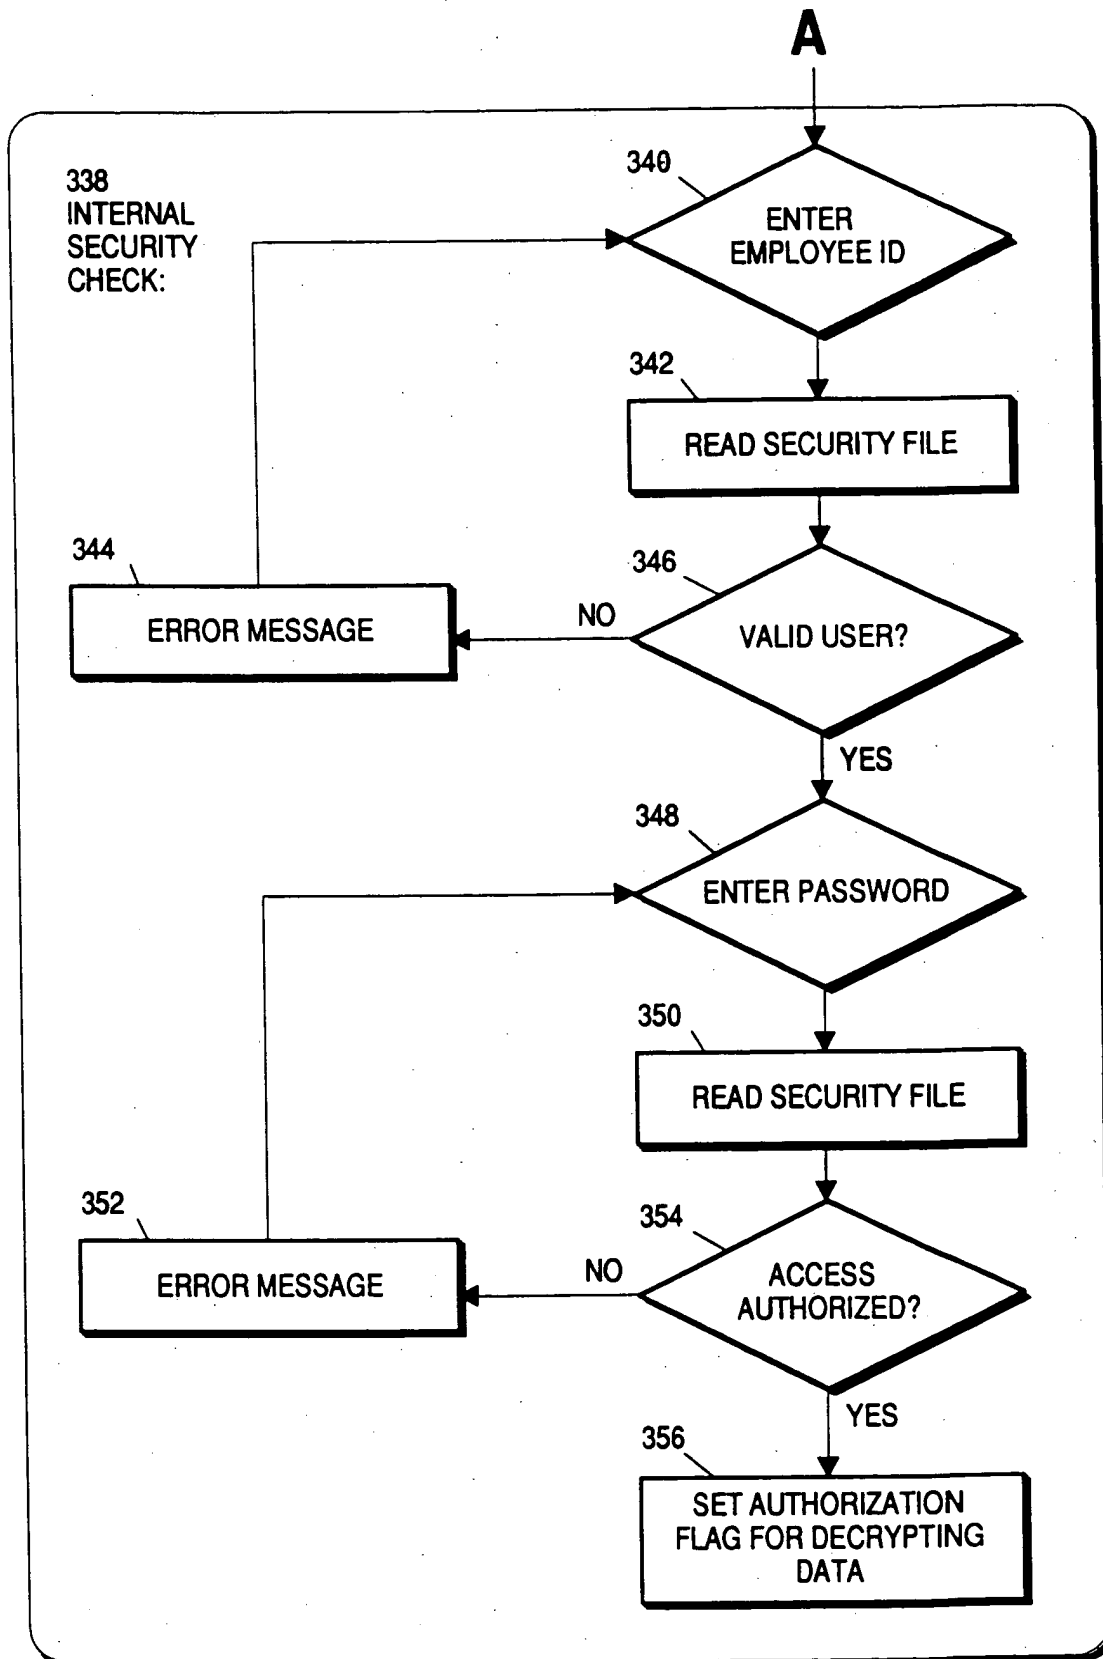 A
338
INTERNAL
SECURITY
CHECK:
340
ENTER
EMPLOYEE ID
342
READ SECURITY FILE
344
ERROR MESSAGE
346
NO
VALID USER?
YES
348
ENTER PASSWORD
350
READ SECURITY FILE
352
ERROR MESSAGE
354
NO
ACCESS
AUTHORIZED?
YES
356
SET AUTHORIZATION
FLAG FOR DECRYPTING
DATA